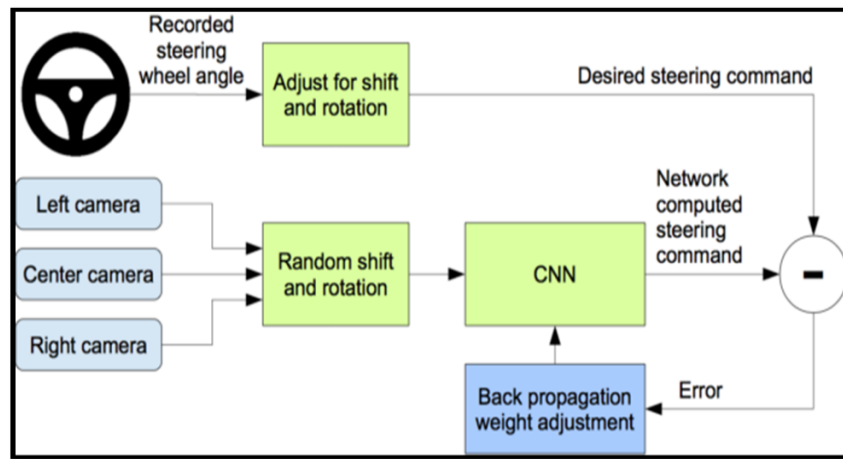 Recorded
steering
wheel angle
Adjust for shift
and rotation
Desired steering command
Left camera
Center camera
Right camera
Random shift
and rotation
CNN
Network
computed
steering
command
-
Back propagation
weight adjustment
Error